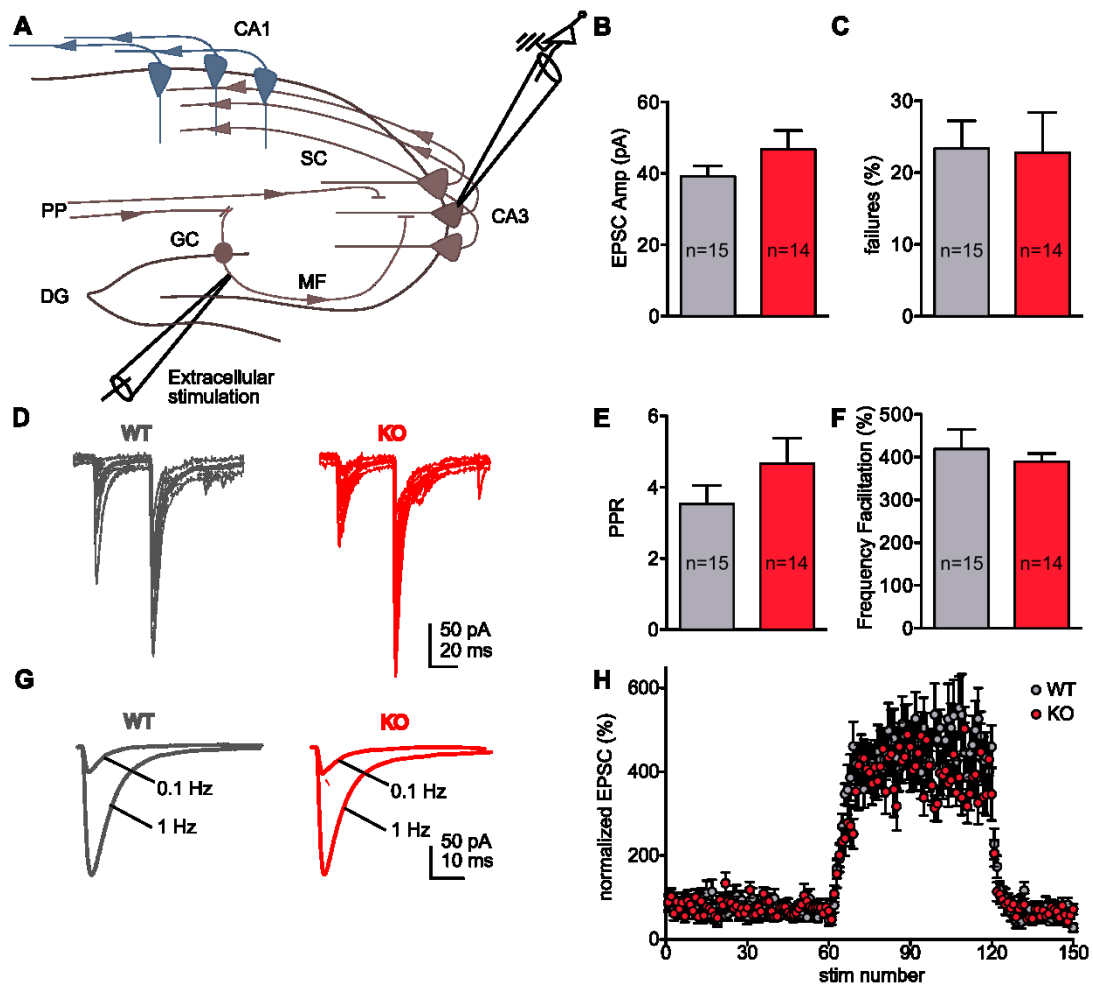 A
CA1
SC
PP
GC
CA3
MF
DG
Extracellular
stimulation
B
EPSC Amp (pA)
60
40
20
0
n=15
n=14
C
failures (%)
30
20
10
0
n=15
n=14
D
WT
KO
50 pA
20 ms
E
PPR
6
4
2
0
n=15
n=14
F
Frequency Facilitation (%)
500
400
300
200
100
0
n=15
n=14
G
WT
KO
0.1 Hz
1 Hz
0.1 Hz
1 Hz
50 pA
10 ms
H
WT
KO
normalized EPSC (%)
600
400
200
0
0 30 60 90 120 150
stim number